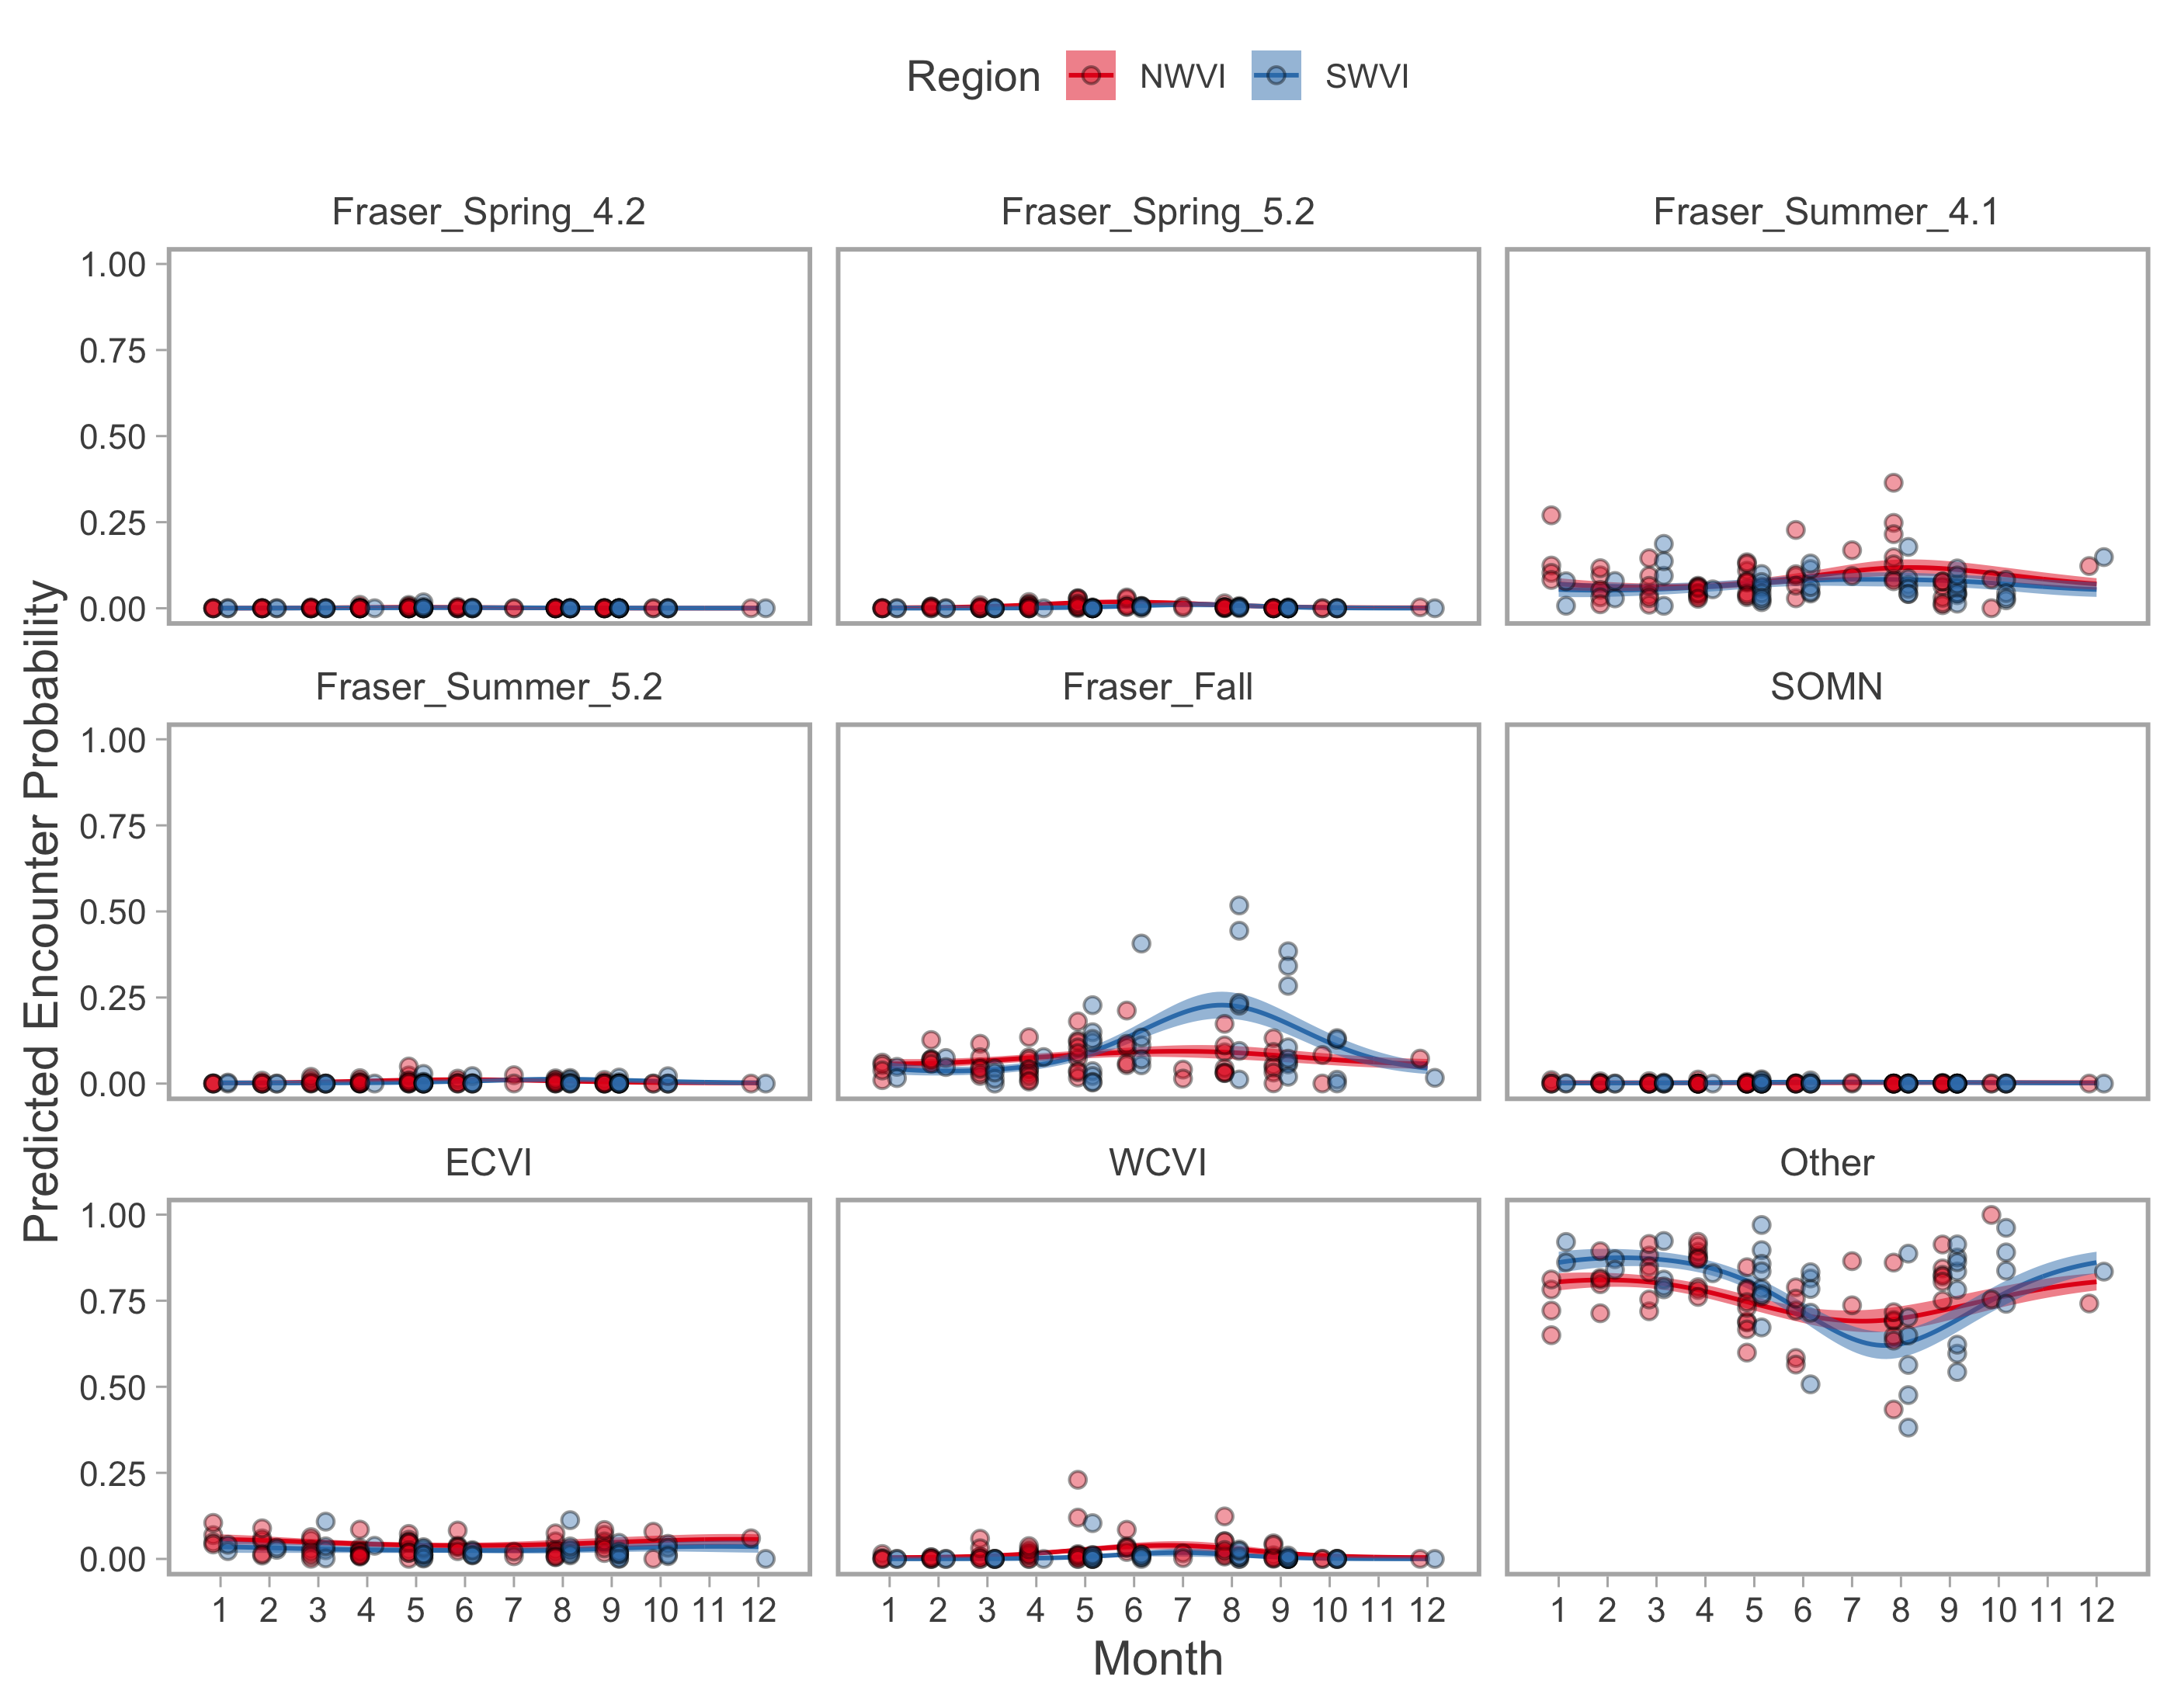 Region NWVI SWVI
Fraser_Spring_4.2 Fraser_Spring_5.2 Fraser_Summer_4.1
1.00
0.75
0.50
0.25
0.00
Fraser_Summer_5.2 Fraser_Fall SOMN
1.00
0.75
0.50
0.25
0.00
ECVI WCVI Other
1.00
0.75
0.50
0.25
0.00
Predicted Encounter Probability
1 2 3 4 5 6 7 8 9 10 11 12 1 2 3 4 5 6 7 8 9 10 11 12 1 2 3 4 5 6 7 8 9 10 11 12
Month